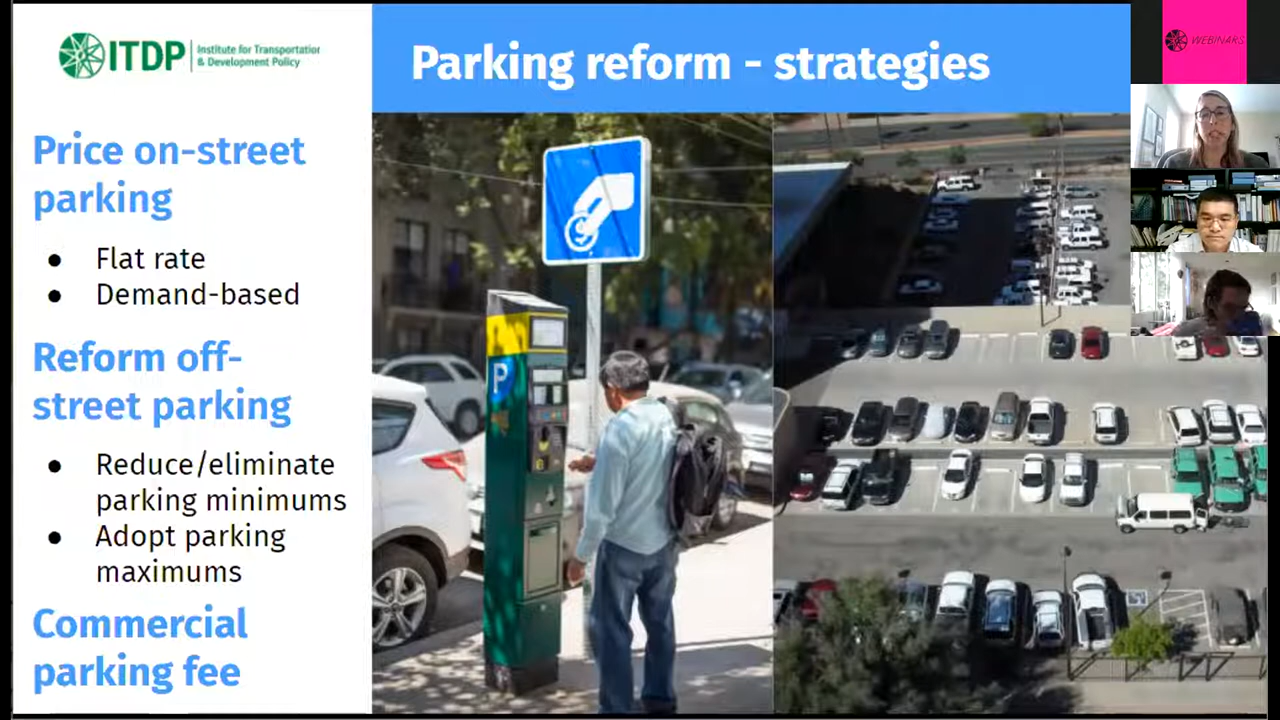 ITDP
Institute for Transportation
& Development Policy
Parking reform - strategies
WEBINARS
Price on-street
parking
● Flat rate
● Demand-based
Reform off-
street parking
● Reduce/eliminate
parking minimums
● Adopt parking
maximums
Commercial
parking fee
P